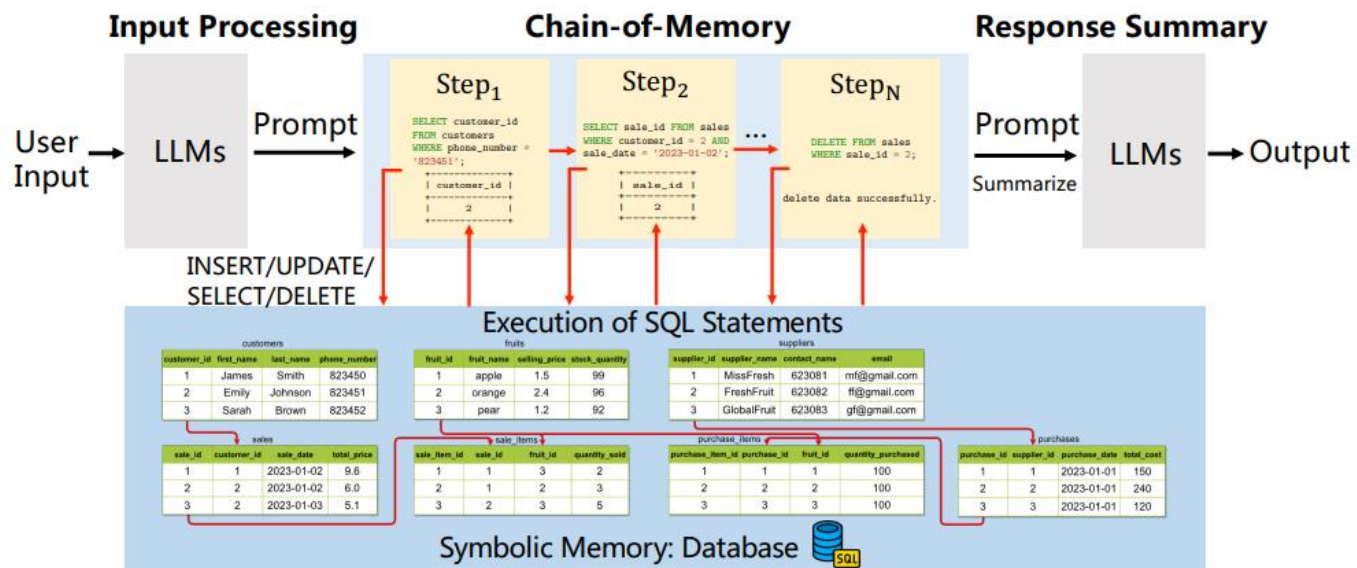 Input Processing
Chain-of-Memory
Response Summary
User
Input
LLMs
Prompt
Step1
SELECT customer_id
FROM customers
WHERE phone_number =
'823451';
+-----------+
| customer_id |
+-----------+
| 2 |
+-----------+
Step2
SELECT sale_id FROM sales
WHERE customer_id = 2 AND
sale_date = '2023-01-02';
+-----------+
| sale_id |
+-----------+
| 2 |
+-----------+
...
StepN
DELETE FROM sales
WHERE sale_id = 2;
delete data successfully.
Prompt
Summarize
LLMs
Output
INSERT/UPDATE/
SELECT/DELETE
Execution of SQL Statements
customers
customer_id first_name last_name phone_number
1 James Smith 823450
2 Emily Johnson 823451
3 Sarah Brown 823452
fruits
fruit_id fruit_name selling_price stock_quantity
1 apple 1.5 99
2 orange 2.4 96
3 pear 1.2 92
suppliers
supplier_id supplier_name contact_name email
1 MissFresh 623081 mf@gmail.com
2 FreshFruit 623082 ff@gmail.com
3 GlobalFruit 623083 gf@gmail.com
sales
sale_id customer_id sale_date total_price
1 1 2023-01-02 9.6
2 2 2023-01-02 6.0
3 2 2023-01-03 5.1
sale_items
sale_item_id sale_id fruit_id quantity_sold
1 1 3 2
2 1 2 3
3 2 3 5
purchase_items
purchase_item_id purchase_id fruit_id quantity_purchased
1 1 1 100
2 2 2 100
3 3 3 100
purchases
purchase_id supplier_id purchase_date total_cost
1 1 2023-01-01 150
2 2 2023-01-01 240
3 3 2023-01-01 120
Symbolic Memory: Database
SQL